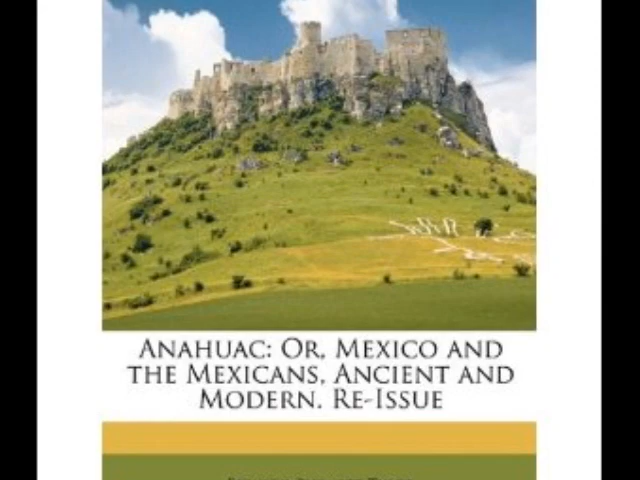 Anahuac: Or, Mexico and
the Mexicans, Ancient and
Modern. Re-Issue